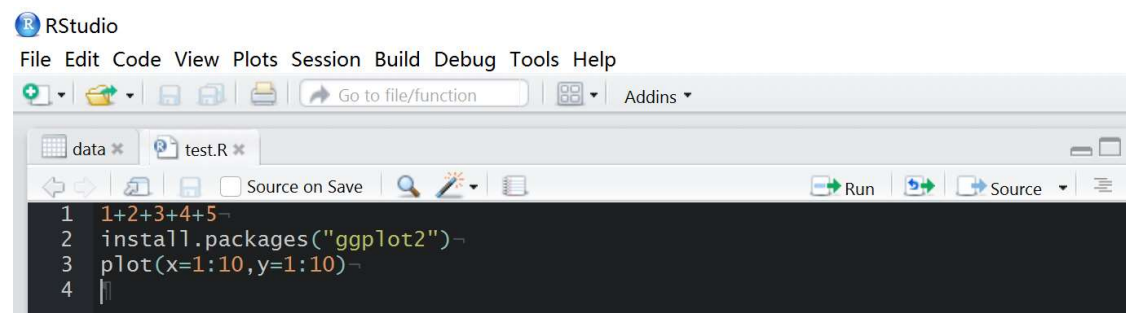 RStudio
File Edit Code View Plots Session Build Debug Tools Help
Go to file/function Addins
data test.R
Source on Save Run Source
1 1+2+3+4+5¬
2 install.packages("ggplot2")¬
3 plot(x=1:10,y=1:10)¬
4 ¶